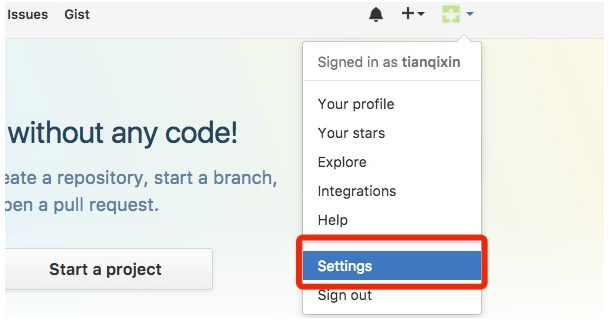 Issues Gist
Signed in as tianqixin
Your profile
Your stars
Explore
Integrations
Help
Settings
Sign out
without any code!
eate a repository, start a branch,
pen a pull request.
Start a project